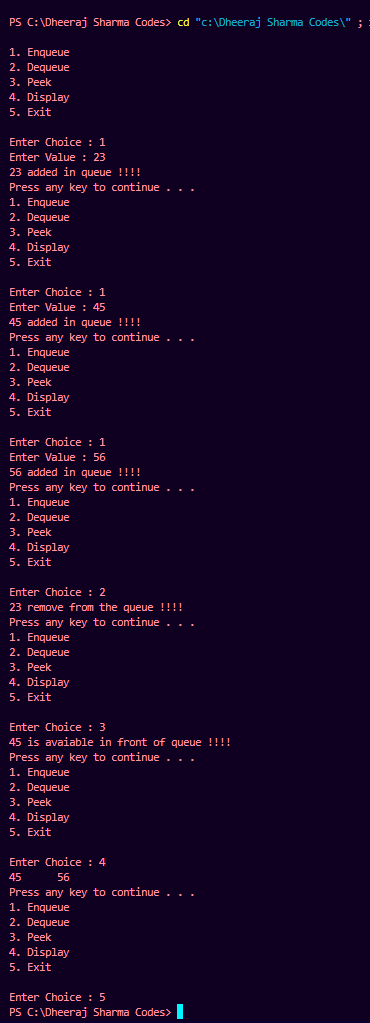 PS C:\Dheeraj Sharma Codes> cd "c:\Dheeraj Sharma Codes\" ;
1. Enqueue
2. Dequeue
3. Peek
4. Display
5. Exit
Enter Choice : 1
Enter Value : 23
23 added in queue !!!!
Press any key to continue . . .
1. Enqueue
2. Dequeue
3. Peek
4. Display
5. Exit
Enter Choice : 1
Enter Value : 45
45 added in queue !!!!
Press any key to continue . . .
1. Enqueue
2. Dequeue
3. Peek
4. Display
5. Exit
Enter Choice : 1
Enter Value : 56
56 added in queue !!!!
Press any key to continue . . .
1. Enqueue
2. Dequeue
3. Peek
4. Display
5. Exit
Enter Choice : 2
23 remove from the queue !!!!
Press any key to continue . . .
1. Enqueue
2. Dequeue
3. Peek
4. Display
5. Exit
Enter Choice : 3
45 is avaiable in front of queue !!!!
Press any key to continue . . .
1. Enqueue
2. Dequeue
3. Peek
4. Display
5. Exit
Enter Choice : 4
45      56
Press any key to continue . . .
1. Enqueue
2. Dequeue
3. Peek
4. Display
5. Exit
Enter Choice : 5
PS C:\Dheeraj Sharma Codes>